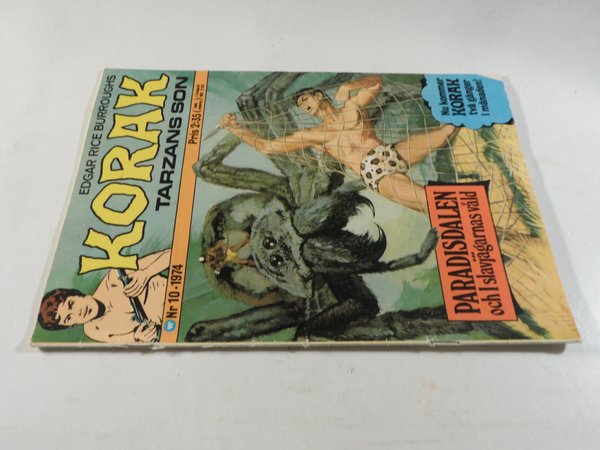 EDGAR RICE BURROUGHS
KORAK
TARZANS SON
Nr 10 • 1974
Pris 2:35
Nu kommer
KORAK
två gånger
i månaden!
PARADISDALEN
och i slavjägarnas våld